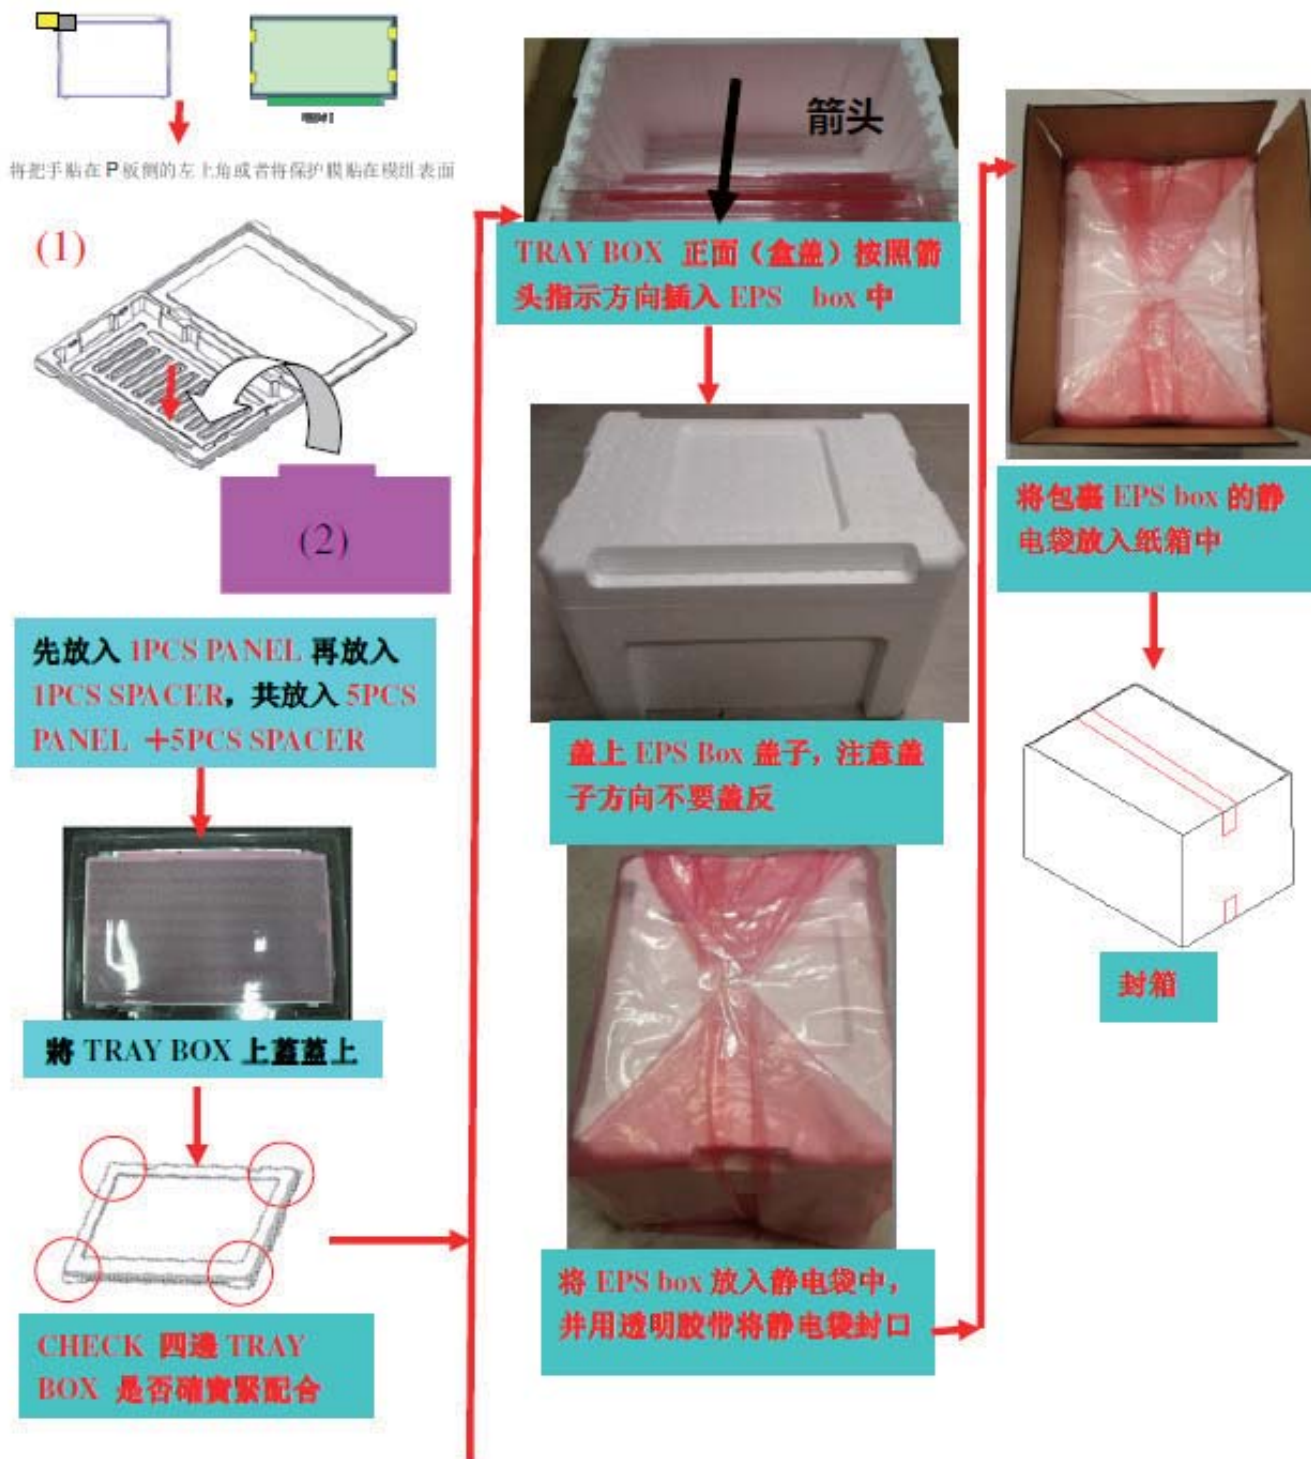 将把手贴在 P 板侧的左上角或者将保护膜贴在模组表面
(1)
(2)
先放入 1PCS PANEL 再放入
1PCS SPACER，共放入 5PCS
PANEL ＋5PCS SPACER
將 TRAY BOX 上蓋蓋上
CHECK 四邊 TRAY
BOX 是否確實緊配合
箭头
TRAY BOX 正面（盒盖）按照箭
头指示方向插入 EPS box 中
盖上 EPS Box 盖子，注意盖
子方向不要盖反
将 EPS box 放入静电袋中，
并用透明胶带将静电袋封口
将包裹 EPS box 的静
电袋放入纸箱中
封箱